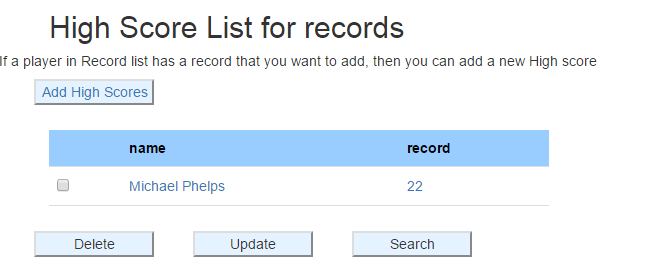 High Score List for records
If a player in Record list has a record that you want to add, then you can add a new High score
Add High Scores
name record
Michael Phelps 22
Delete Update Search